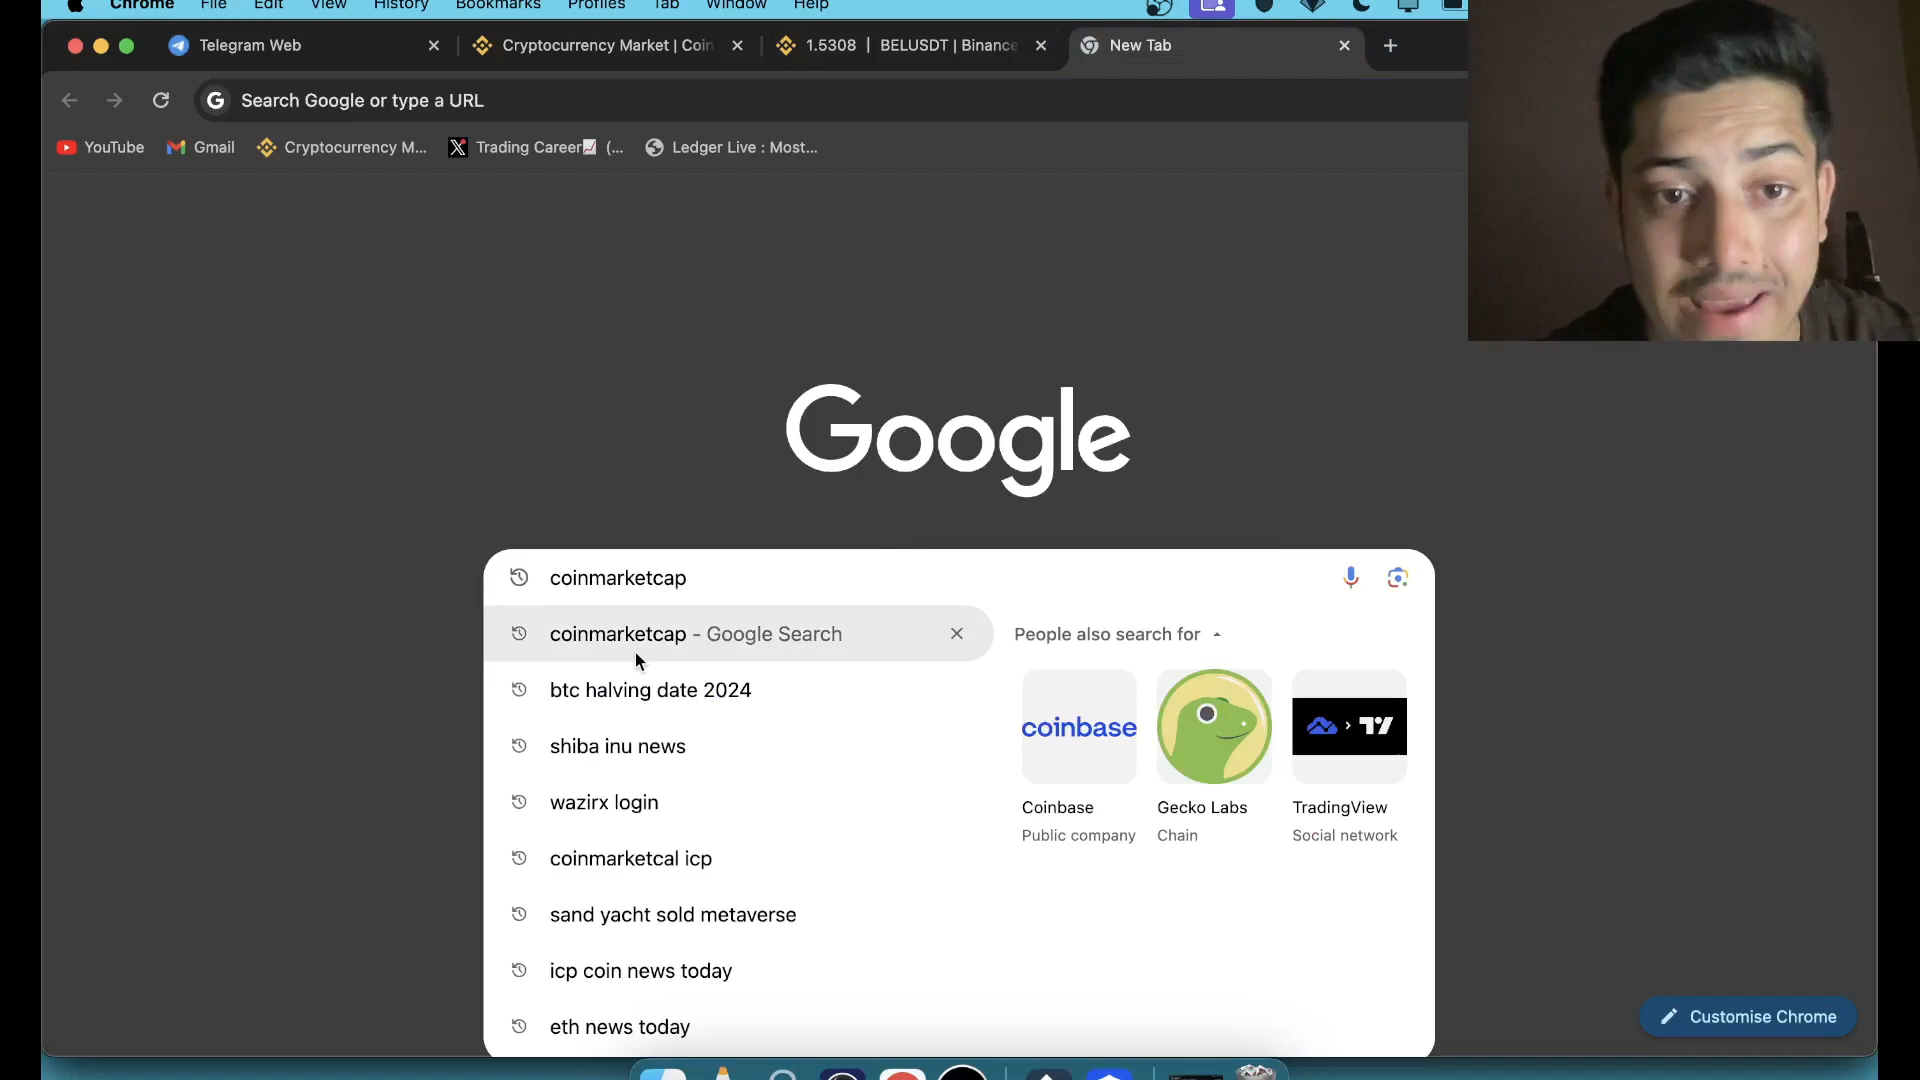 Chrome File Edit View History Bookmarks Profiles Tab Window Help
Telegram Web
Cryptocurrency Market | Coin
1.5308 | BELUSDT | Binance
New Tab
Search Google or type a URL
YouTube
Gmail
Cryptocurrency M...
Trading Career📈 (...
Ledger Live : Most...
Google
coinmarketcap
coinmarketcap - Google Search
People also search for
btc halving date 2024
shiba inu news
wazirx login
coinmarketcal icp
sand yacht sold metaverse
icp coin news today
eth news today
coinbase
TV
Coinbase
Public company
Gecko Labs
Chain
TradingView
Social network
Customise Chrome